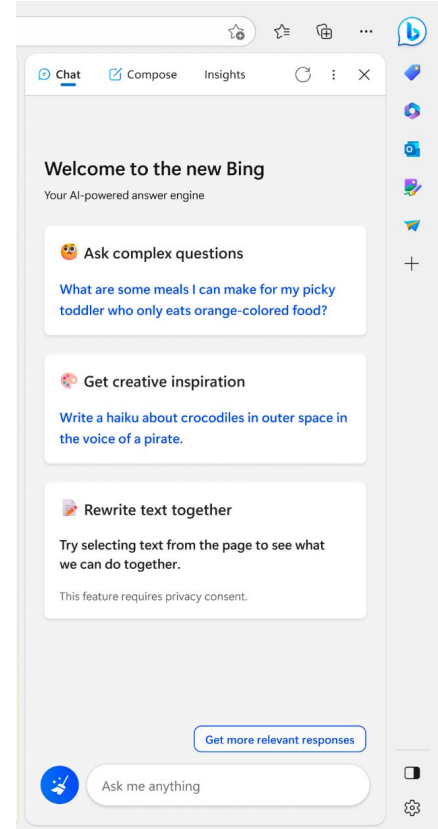 Chat Compose Insights
Welcome to the new Bing
Your AI-powered answer engine
Ask complex questions
What are some meals I can make for my picky
toddler who only eats orange-colored food?
Get creative inspiration
Write a haiku about crocodiles in outer space in
the voice of a pirate.
Rewrite text together
Try selecting text from the page to see what
we can do together.
This feature requires privacy consent.
Get more relevant responses
Ask me anything